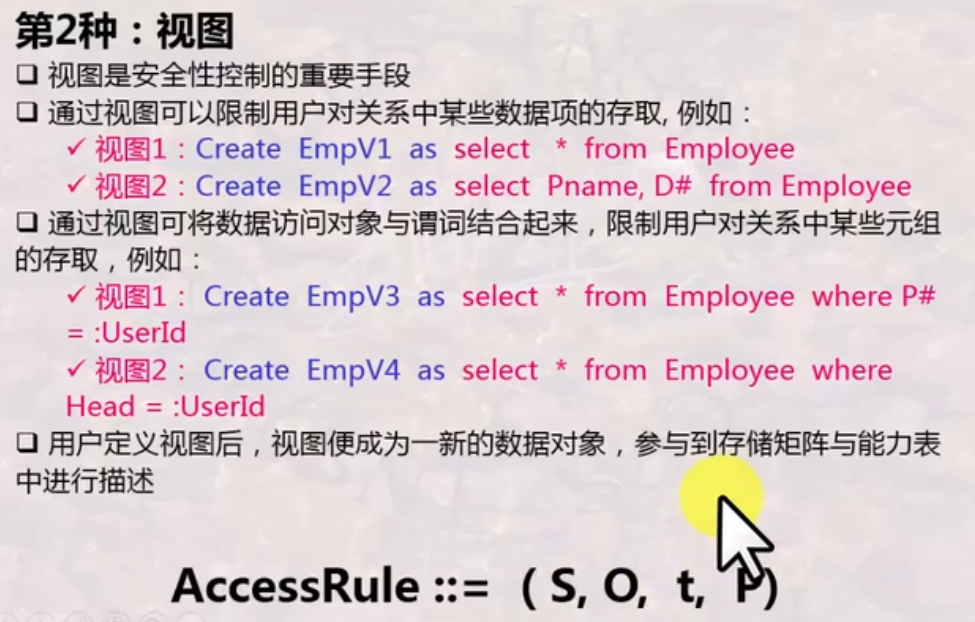 第2种：视图
❑ 视图是安全性控制的重要手段
❑ 通过视图可以限制用户对关系中某些数据项的存取, 例如：
✓ 视图1：Create EmpV1 as select * from Employee
✓ 视图2：Create EmpV2 as select Pname, D# from Employee
❑ 通过视图可将数据访问对象与谓词结合起来，限制用户对关系中某些元组
的存取，例如：
✓ 视图1： Create EmpV3 as select * from Employee where P#
= :UserId
✓ 视图2： Create EmpV4 as select * from Employee where
Head = :UserId
❑ 用户定义视图后，视图便成为一新的数据对象，参与到存储矩阵与能力表
中进行描述
AccessRule ::= ( S, O, t, P)